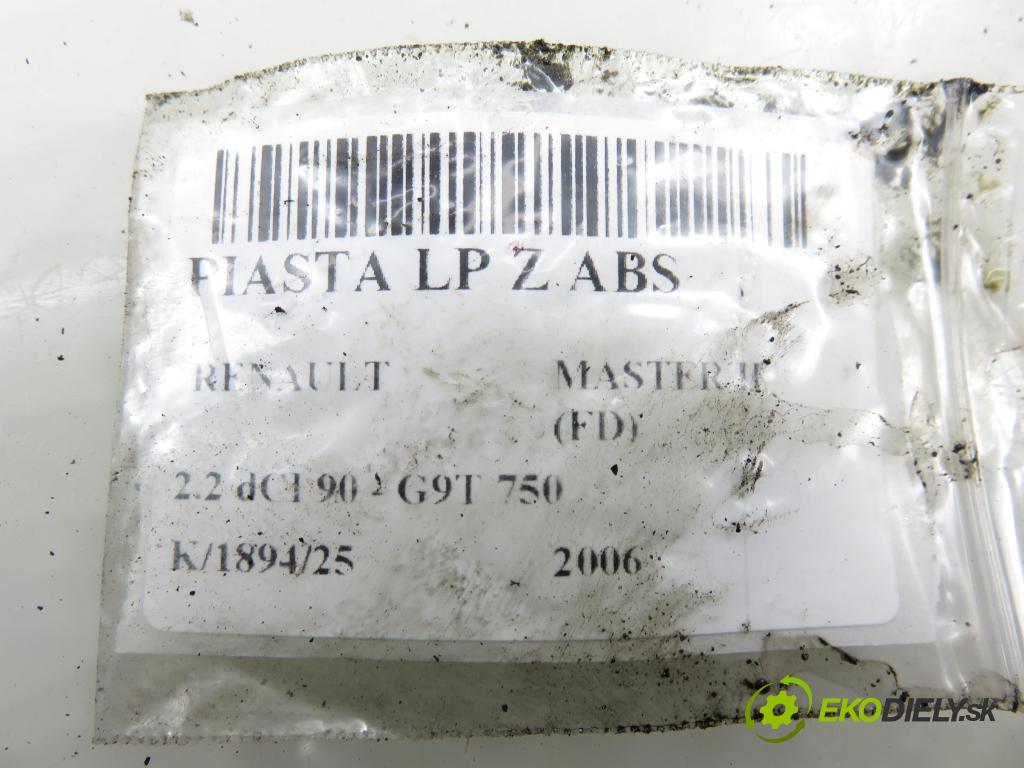 PIASTA LP Z ABS
RENAULT MASTER II
(FD)
2.2 dCI 90 - G9T 750
K/1894/25 2006
EKODIELY.SK